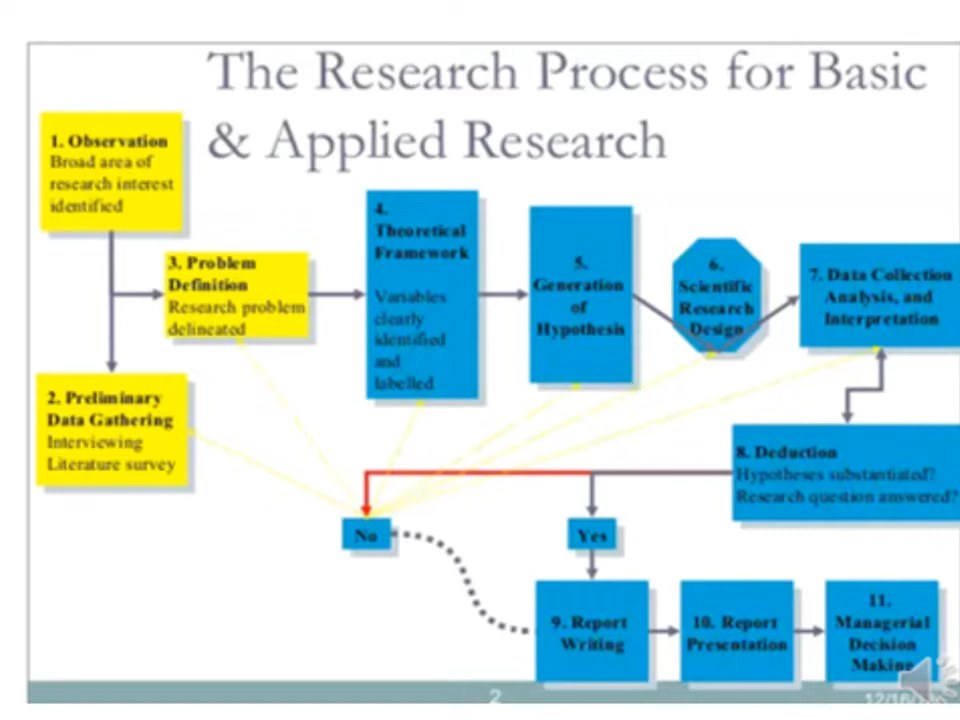 The Research Process for Basic
& Applied Research
1. Observation
Broad area of
research interest
identified
2. Preliminary
Data Gathering
Interviewing
Literature survey
3. Problem
Definition
Research problem
delineated
4.
Theoretical
Framework
Variables
clearly
identified
and
labelled
5.
Generation
of
Hypothesis
6.
Scientific
Research
Design
7. Data Collection
Analysis, and
Interpretation
8. Deduction
Hypotheses substantiated?
Research question answered?
No
Yes
9. Report
Writing
10. Report
Presentation
11.
Managerial
Decision
Making
2